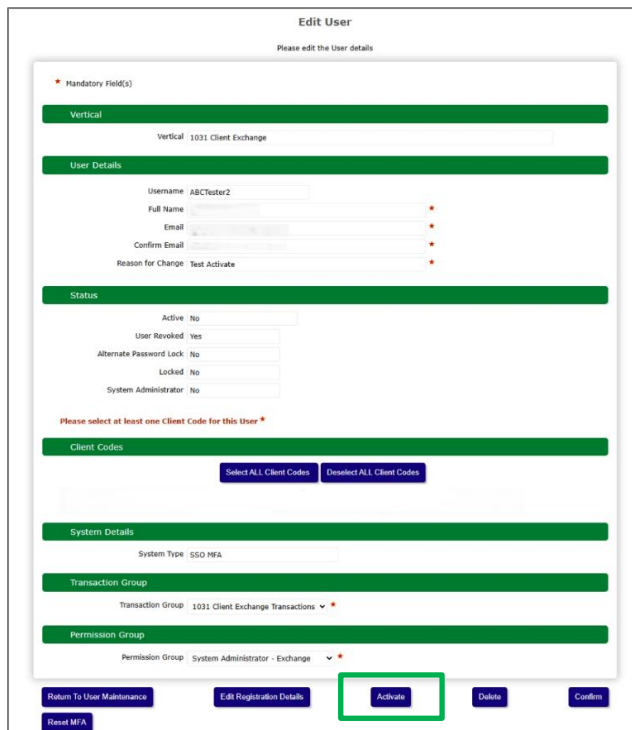 Edit User
Please edit the User details
* Mandatory Field(s)
Vertical
Vertical 1031 Client Exchange
User Details
Username ABCTester2
Full Name *
Email *
Confirm Email *
Reason for Change Test Activate *
Status
Active No
User Revoked Yes
Alternate Password Lock No
Locked No
System Administrator No
Please select at least one Client Code for this User *
Client Codes
Select ALL Client Codes Deselect ALL Client Codes
System Details
System Type SSO MFA
Transaction Group
Transaction Group 1031 Client Exchange Transactions *
Permission Group
Permission Group System Administrator - Exchange *
Return To User Maintenance Edit Registration Details Activate Delete Confirm
Reset MFA